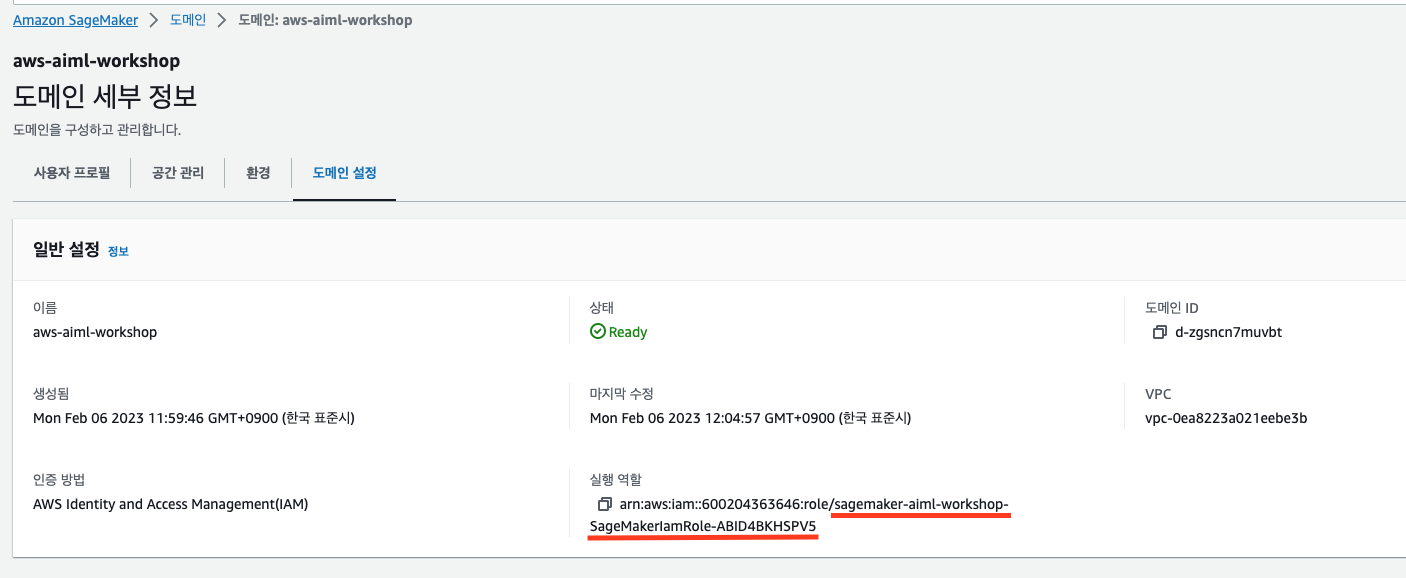 Amazon SageMaker > 도메인 > 도메인: aws-aiml-workshop
aws-aiml-workshop
도메인 세부 정보
도메인을 구성하고 관리합니다.
사용자 프로필 공간 관리 환경 도메인 설정
일반 설정 정보
이름
aws-aiml-workshop
상태
Ready
도메인 ID
d-zgsncn7muvbt
생성됨
Mon Feb 06 2023 11:59:46 GMT+0900 (한국 표준시)
마지막 수정
Mon Feb 06 2023 12:04:57 GMT+0900 (한국 표준시)
VPC
vpc-0ea8223a021eebe3b
인증 방법
AWS Identity and Access Management(IAM)
실행 역할
arn:aws:iam::600204363646:role/sagemaker-aiml-workshop-
SageMakerIamRole-ABID4BKHSPV5